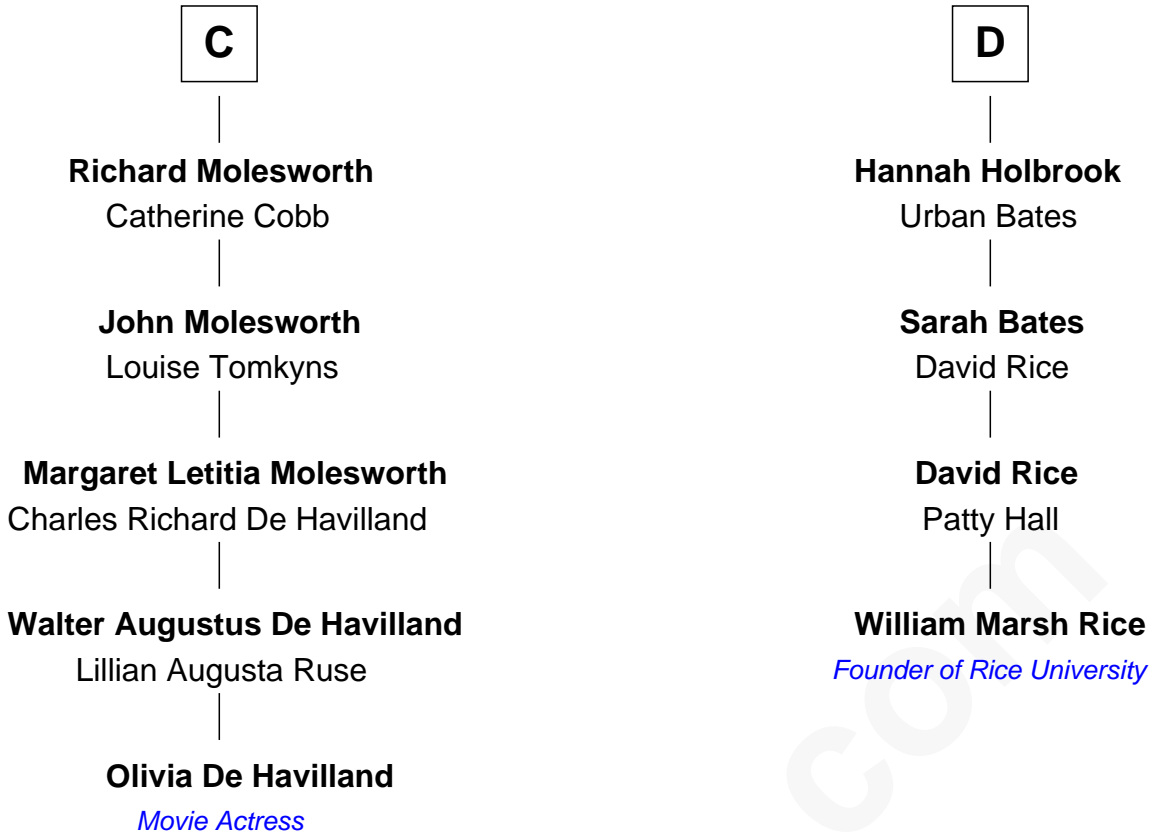 C
Richard Molesworth
Catherine Cobb
John Molesworth
Louise Tomkyns
Margaret Letitia Molesworth
Charles Richard De Havilland
Walter Augustus De Havilland
Lillian Augusta Ruse
Olivia De Havilland
Movie Actress
D
Hannah Holbrook
Urban Bates
Sarah Bates
David Rice
David Rice
Patty Hall
William Marsh Rice
Founder of Rice University
com